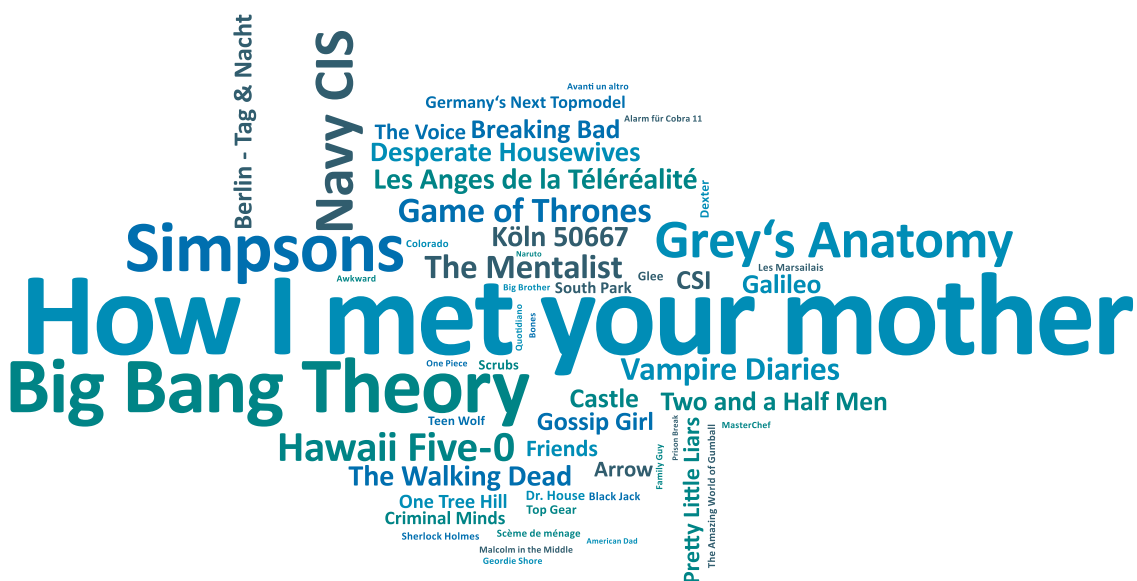 Berlin - Tag & Nacht
Navy CIS
Avanti un altro
Germany‘s Next Topmodel
Alarm für Cobra 11
The Voice
Breaking Bad
Desperate Housewives
Les Anges de la Téléréalité
Dexter
Game of Thrones
Simpsons
Colorado
Köln 50667
Grey‘s Anatomy
Naruto
The Mentalist
Awkward
Glee
CSI
Les Marsailais
Big Brother
South Park
Galileo
How I met your mother
Quotidiano
Bones
Big Bang Theory
One Piece
Scrubs
Vampire Diaries
Castle
Two and a Half Men
Teen Wolf
Gossip Girl
Prison Break
Pretty Little Liars
The Amazing World of Gumball
MasterChef
Hawaii Five-0
Friends
Family Guy
The Walking Dead
Arrow
One Tree Hill
Dr. House
Black Jack
Criminal Minds
Top Gear
Sherlock Holmes
Scème de ménage
American Dad
Malcolm in the Middle
Geordie Shore